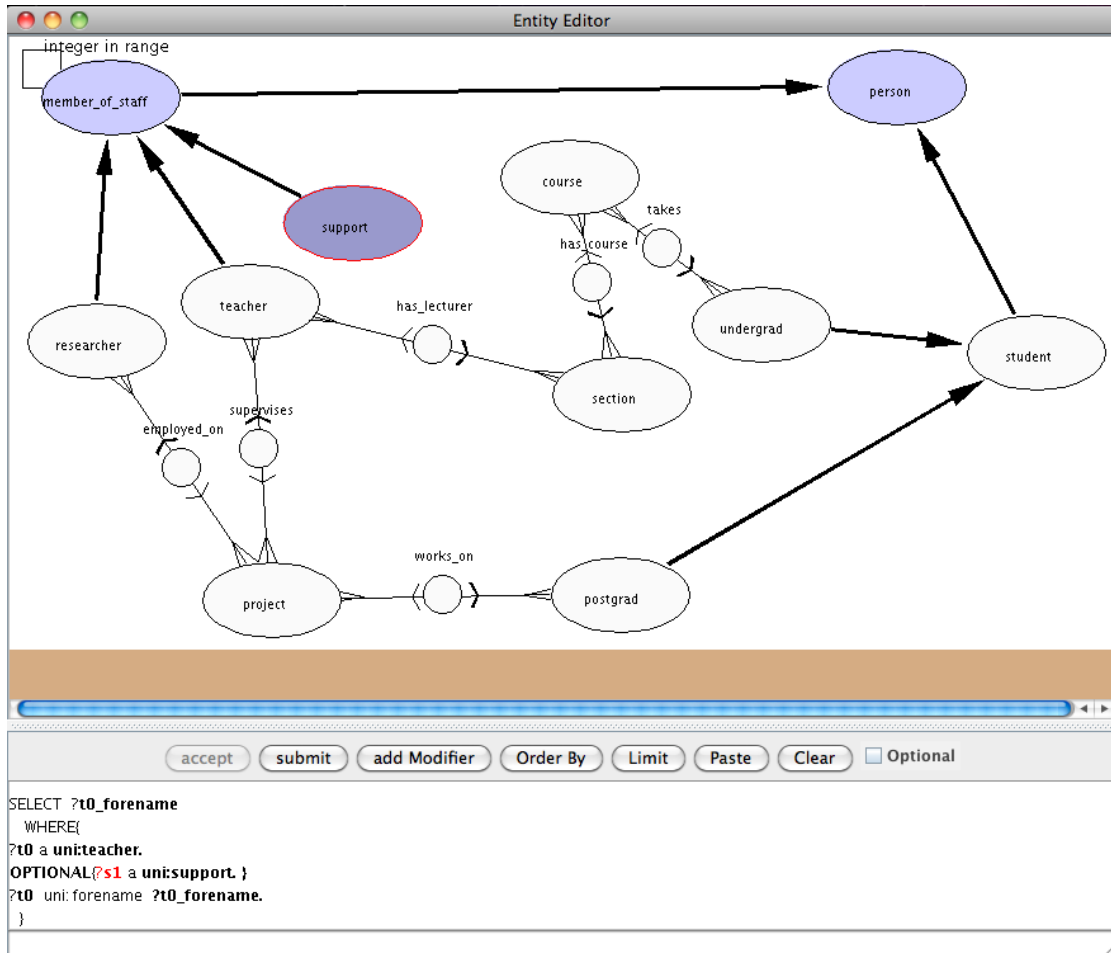 Entity Editor
integer in range
member_of_staff
person
course
takes
support
has_course
teacher
has_lecturer
undergrad
researcher
student
section
supervises
employed_on
works_on
project
postgrad
accept
submit
add Modifier
Order By
Limit
Paste
Clear
Optional
SELECT ?t0_forename
WHERE{
?t0 a uni:teacher.
OPTIONAL{?s1 a uni:support. }
?t0 uni: forename ?t0_forename.
}